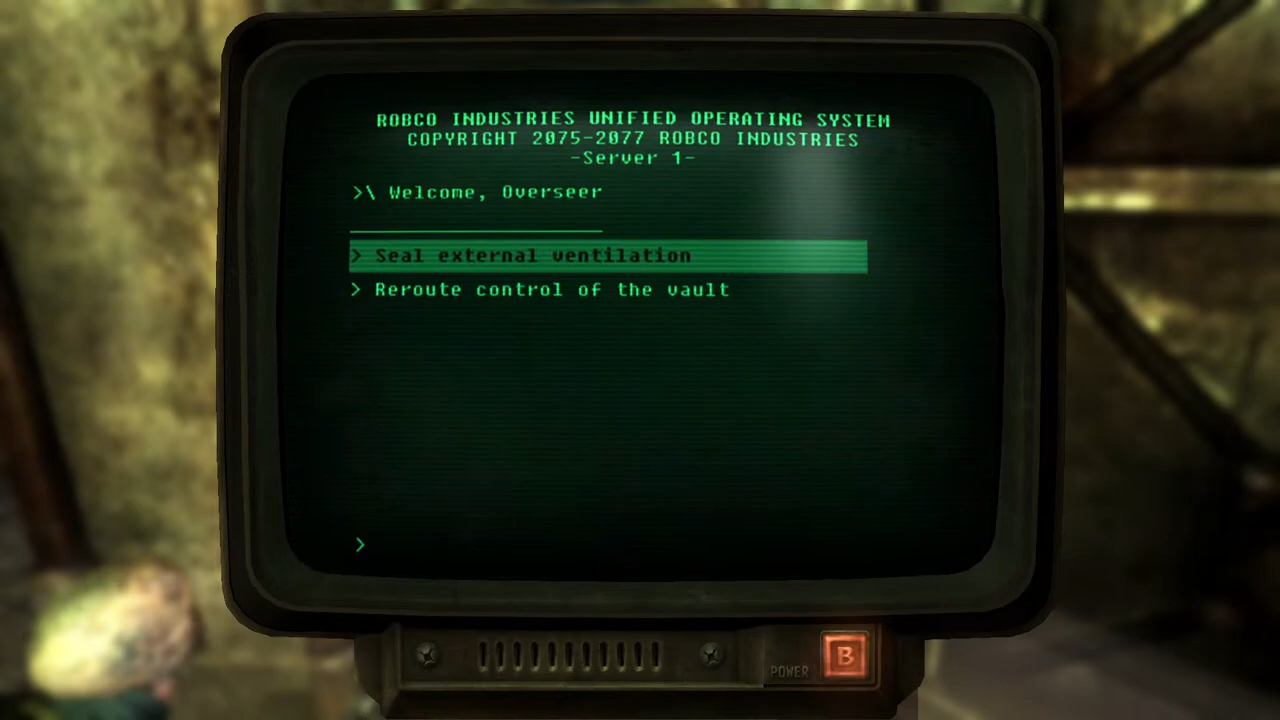 ROBCO INDUSTRIES UNIFIED OPERATING SYSTEM
COPYRIGHT 2075-2077 ROBCO INDUSTRIES
-Server 1-
>\ Welcome, Overseer
> Seal external ventilation
> Reroute control of the vault
>
POWER B